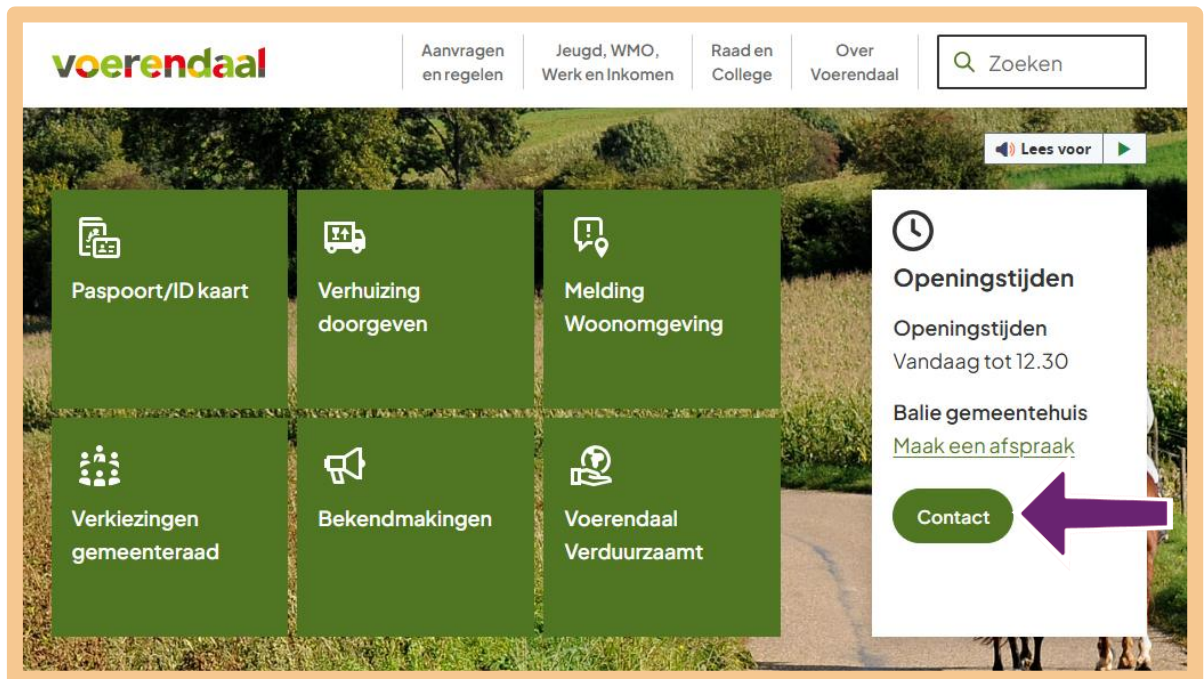 voerendaal
Aanvragen
en regelen
Jeugd, WMO,
Werk en Inkomen
Raad en
College
Over
Voerendaal
Zoeken
Lees voor
Paspoort/ID kaart
Verhuizing
doorgeven
Melding
Woonomgeving
Verkiezingen
gemeenteraad
Bekendmakingen
Voerendaal
Verduurzaamt
Openingstijden
Openingstijden
Vandaag tot 12.30
Balie gemeentehuis
Maak een afspraak
Contact